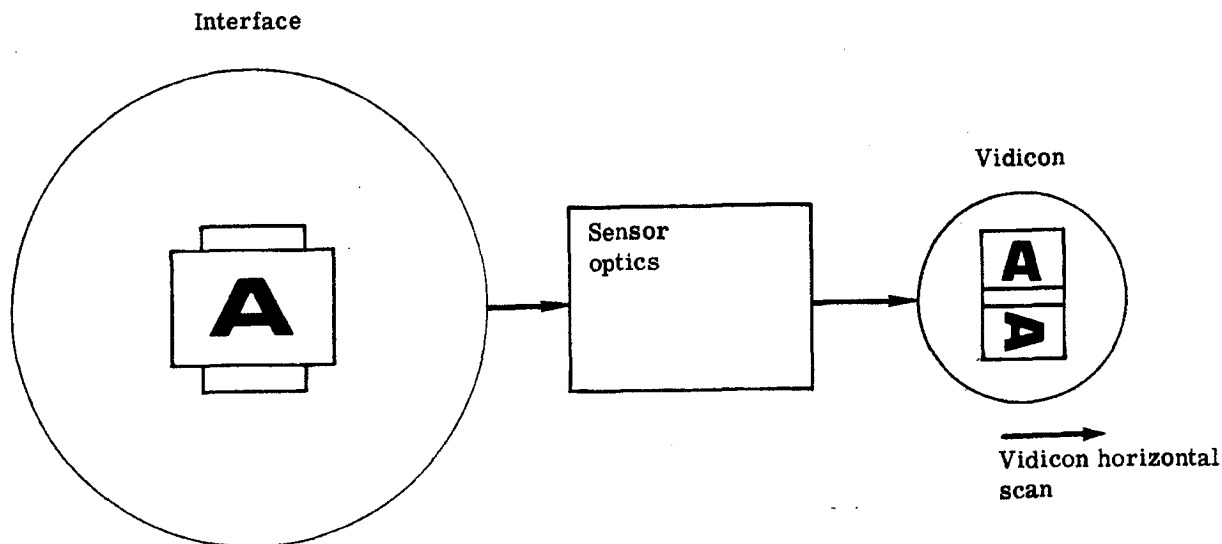 Interface
Vidicon
Sensor
optics
A
A
A
Vidicon horizontal
scan